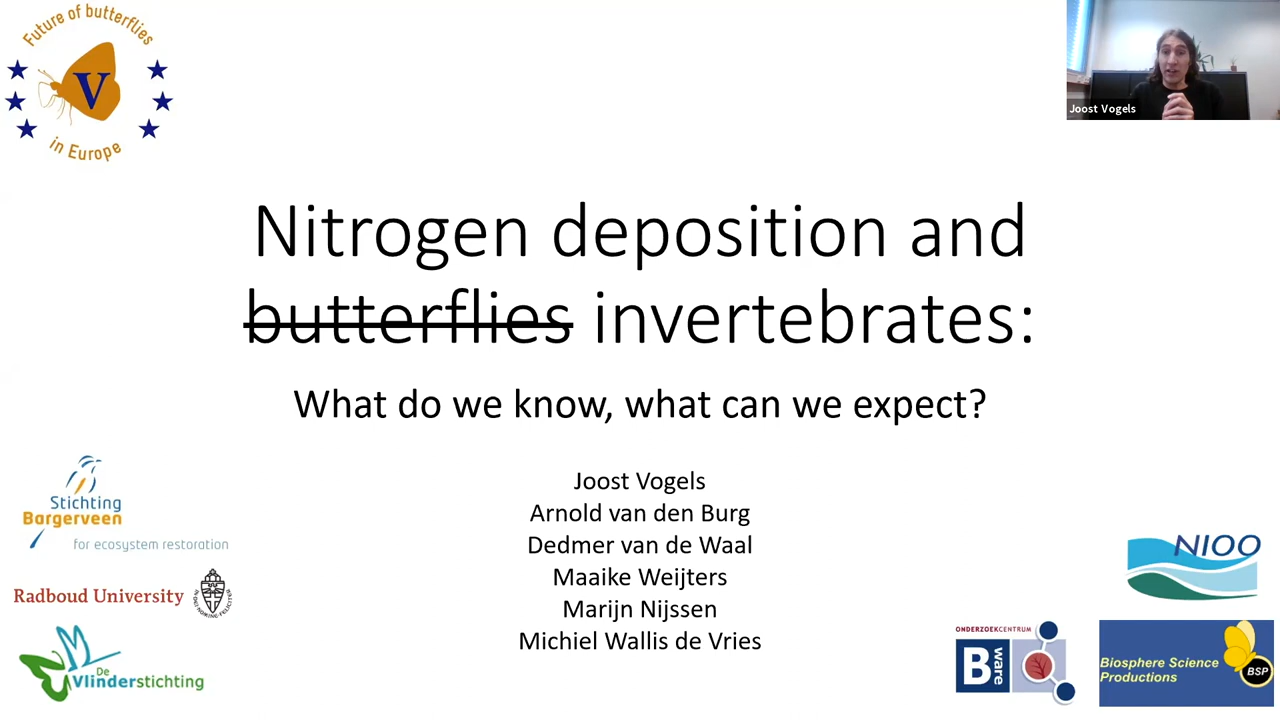 Future of butterflies
V
in Europe
Joost Vogels
Nitrogen deposition and
butterflies invertebrates:
What do we know, what can we expect?
Joost Vogels
Arnold van den Burg
Dedmer van de Waal
Maaike Weijters
Marijn Nijssen
Michiel Wallis de Vries
Stichting
Bargerveen
for ecosystem restoration
Radboud University
De
Vlinderstichting
NIOO
ONDERZOEKCENTRUM
B
ware
Biosphere Science
Productions
BSP